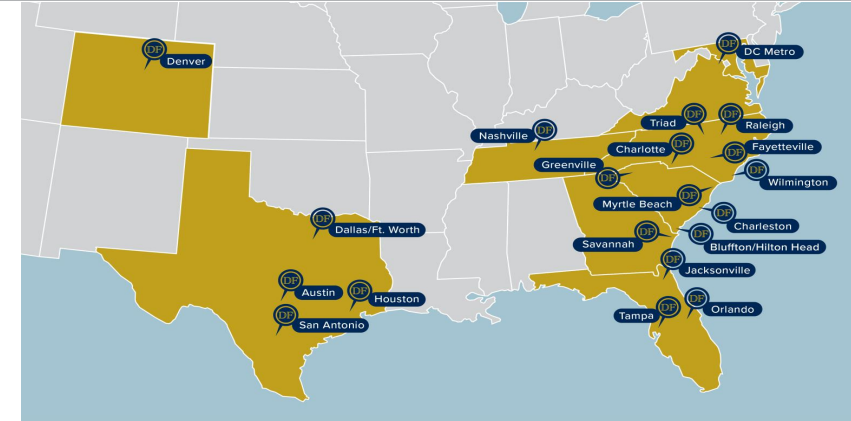 DF
DC Metro
DF
Denver
DF
Triad
DF
Raleigh
DF
Nashville
DF
Charlotte
DF
Fayetteville
Greenville
DF
DF
Wilmington
DF
Myrtle Beach
DF
Charleston
DF
Dallas/Ft. Worth
DF
Savannah
DF
Bluffton/Hilton Head
DF
Jacksonville
DF
Austin
DF
Houston
DF
Orlando
DF
Tampa
DF
San Antonio